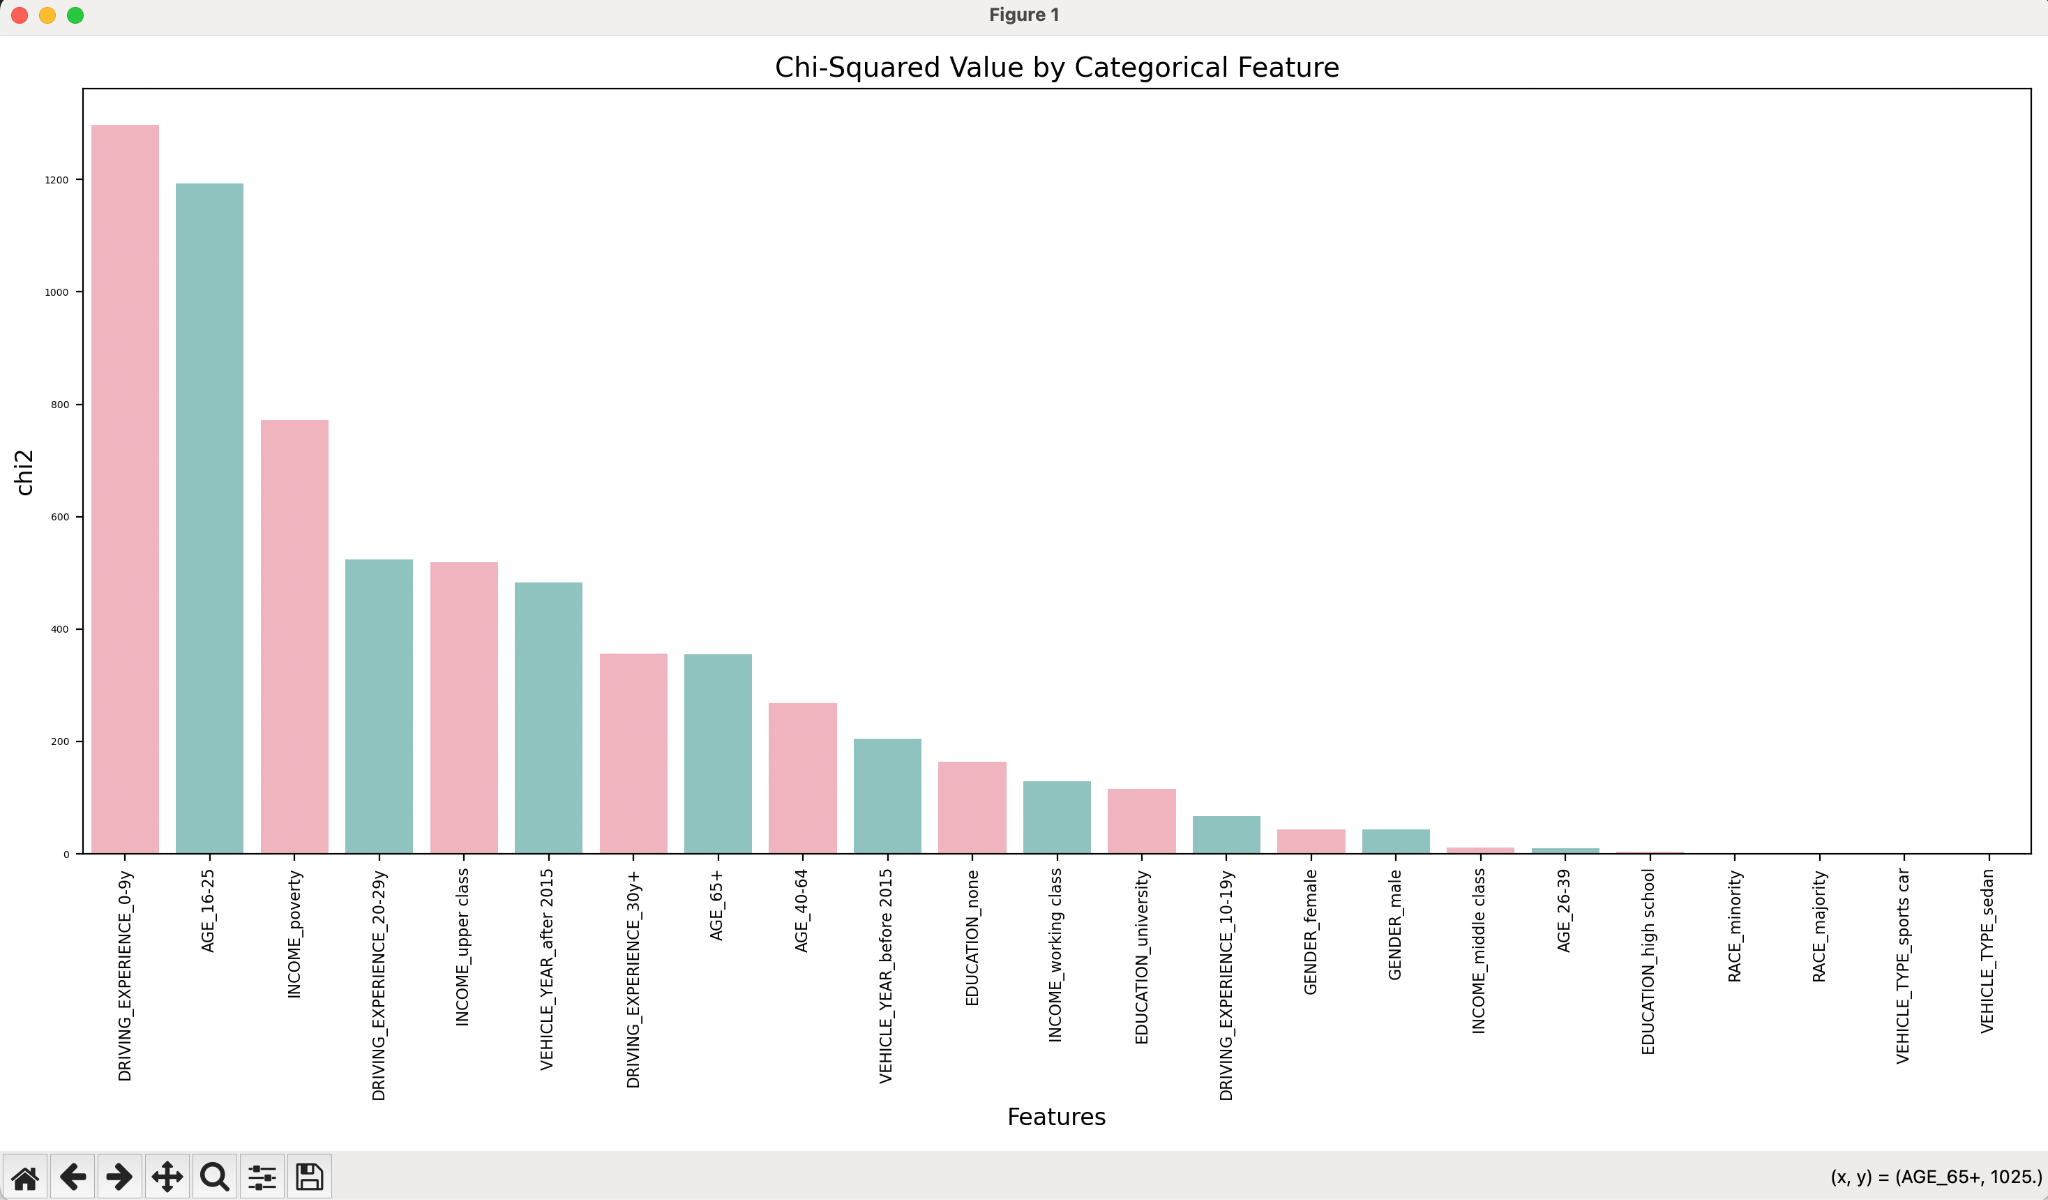 Figure 1
Chi-Squared Value by Categorical Feature
chi2
1200
1000
800
600
400
200
0
DRIVING_EXPERIENCE_0-9y
AGE_16-25
INCOME_poverty
DRIVING_EXPERIENCE_20-29y
INCOME_upper class
VEHICLE_YEAR_after 2015
DRIVING_EXPERIENCE_30y+
AGE_65+
AGE_40-64
VEHICLE_YEAR_before 2015
EDUCATION_none
INCOME_working class
EDUCATION_university
DRIVING_EXPERIENCE_10-19y
GENDER_female
GENDER_male
INCOME_middle class
AGE_26-39
EDUCATION_high school
RACE_minority
RACE_majority
VEHICLE_TYPE_sports car
VEHICLE_TYPE_sedan
Features
(x, y) = (AGE_65+, 1025.)